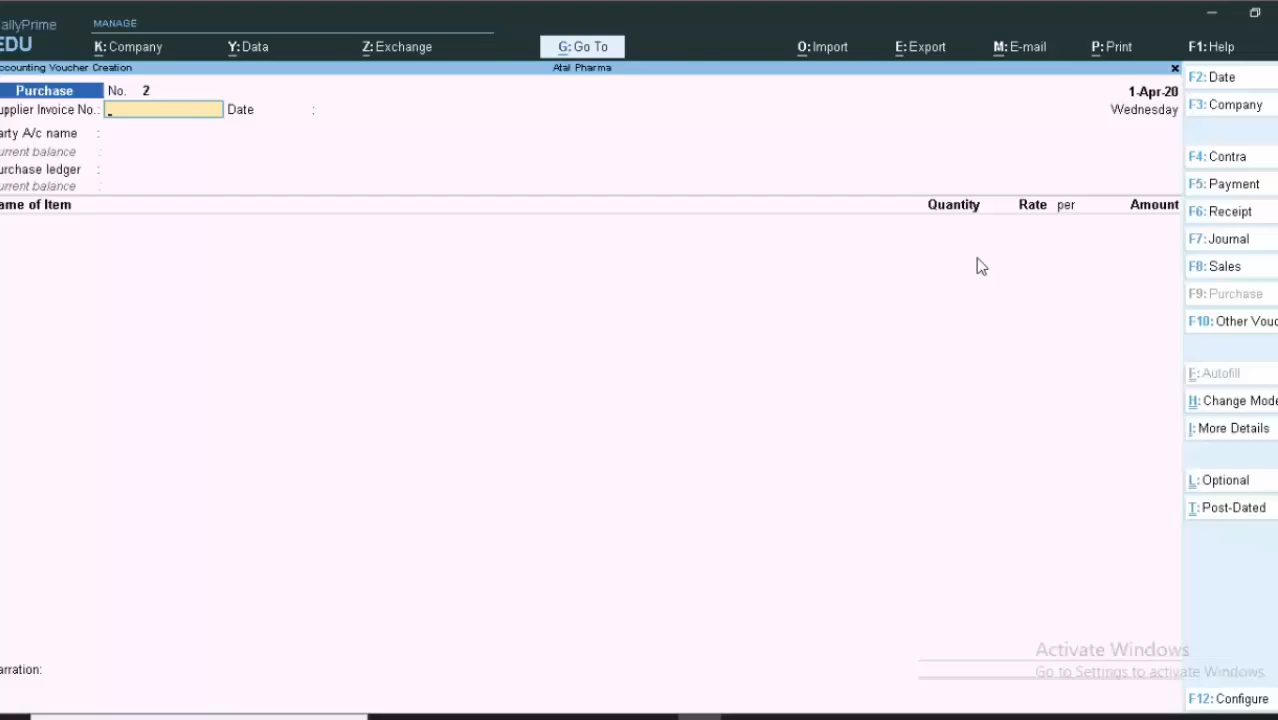 allyPrime
EDU
MANAGE
K: Company
Y: Data
Z: Exchange
G: Go To
O: Import
E: Export
M: E-mail
P: Print
F1: Help
ccounting Voucher Creation
Atal Pharma
Purchase
No. 2
1-Apr-20
upplier Invoice No. :
Date :
Wednesday
arty A/c name :
urrent balance :
urchase ledger :
urrent balance :
ame of Item
Quantity
Rate per
Amount
F2: Date
F3: Company
F4: Contra
F5: Payment
F6: Receipt
F7: Journal
F8: Sales
F9: Purchase
F10: Other Vouc
F: Autofill
H: Change Mode
I: More Details
L: Optional
T: Post-Dated
Activate Windows
Go to Settings to activate Windows.
arration:
F12: Configure